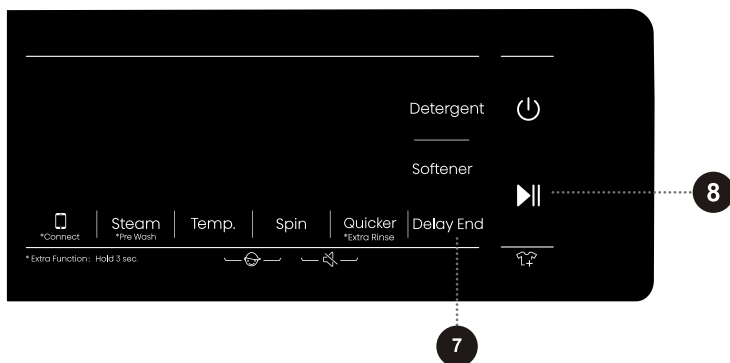 Detergent
Softener
8
Steam Temp. Spin Quicker Delay End
*Connect *Pre Wash *Extra Rinse
* Extra Function: Hold 3 sec.
7